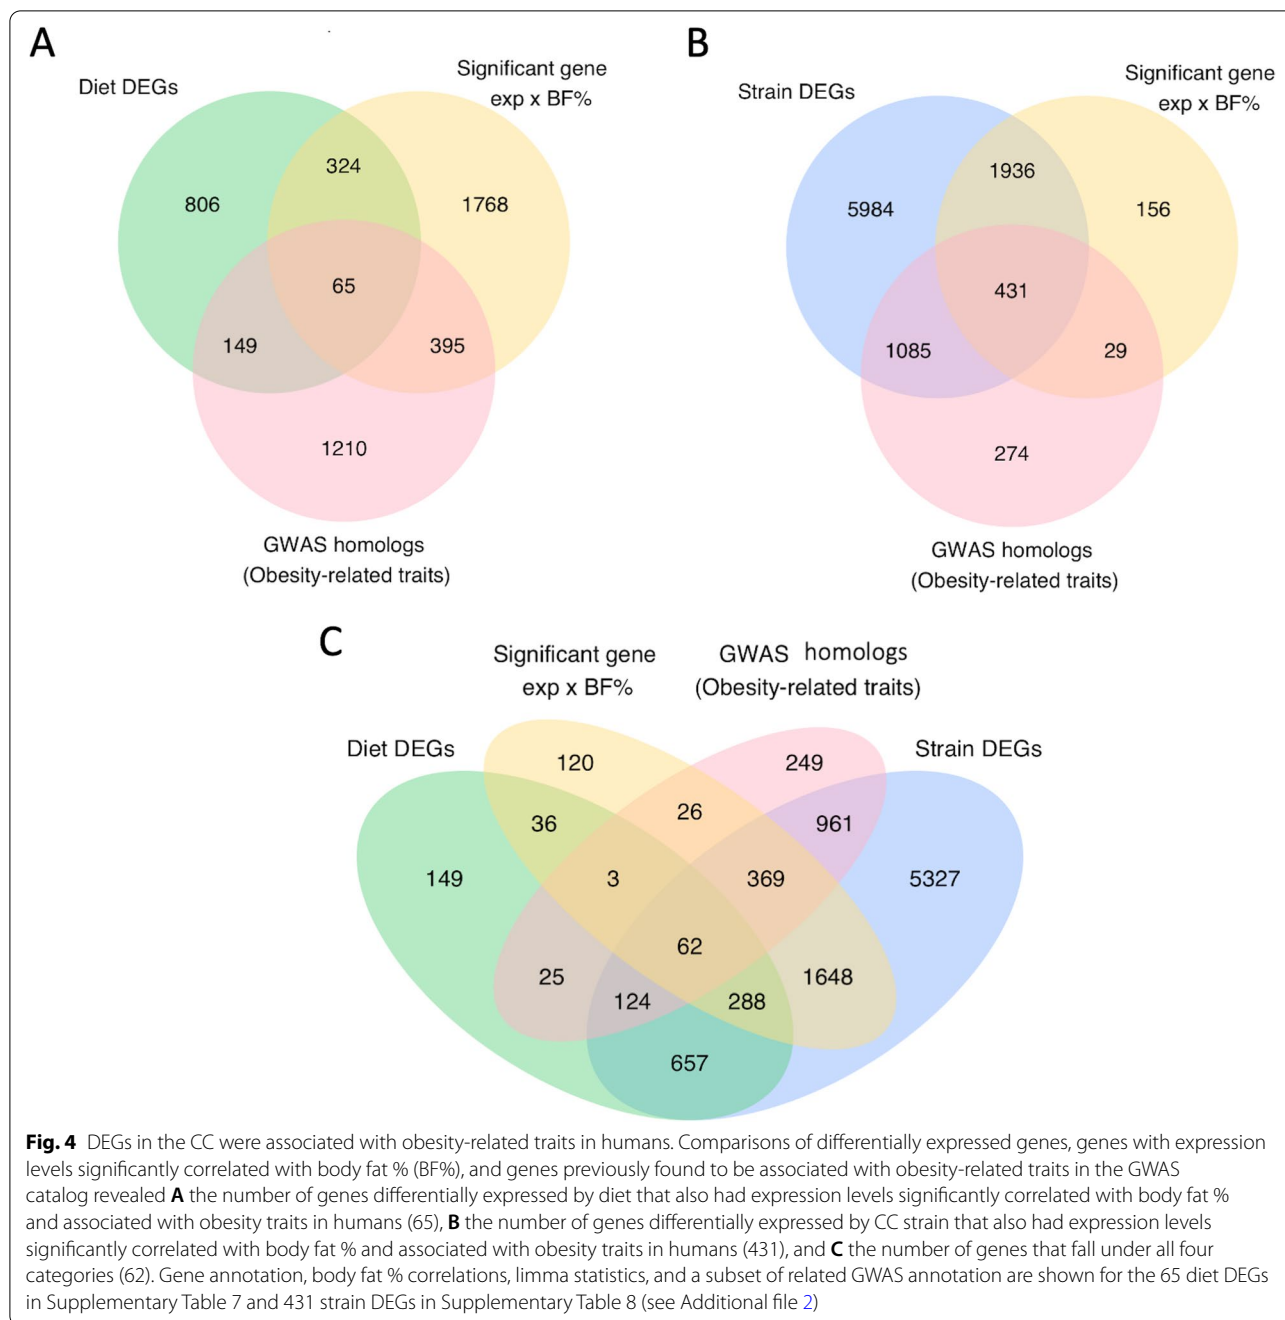 A
B
Diet DEGs
Significant gene
exp x BF%
324
806
1768
65
149
395
1210
GWAS homologs
(Obesity-related traits)
Strain DEGs
Significant gene
exp x BF%
1936
5984
156
431
1085
29
274
GWAS homologs
(Obesity-related traits)
C
Significant gene
exp x BF%
GWAS homologs
(Obesity-related traits)
Diet DEGs
Strain DEGs
120
249
36
26
961
149
3
369
5327
62
25
124
288
1648
657
Fig. 4 DEGs in the CC were associated with obesity-related traits in humans. Comparisons of differentially expressed genes, genes with expression
levels significantly correlated with body fat % (BF%), and genes previously found to be associated with obesity-related traits in the GWAS
catalog revealed A the number of genes differentially expressed by diet that also had expression levels significantly correlated with body fat %
and associated with obesity traits in humans (65), B the number of genes differentially expressed by CC strain that also had expression levels
significantly correlated with body fat % and associated with obesity traits in humans (431), and C the number of genes that fall under all four
categories (62). Gene annotation, body fat % correlations, limma statistics, and a subset of related GWAS annotation are shown for the 65 diet DEGs
in Supplementary Table 7 and 431 strain DEGs in Supplementary Table 8 (see Additional file 2)